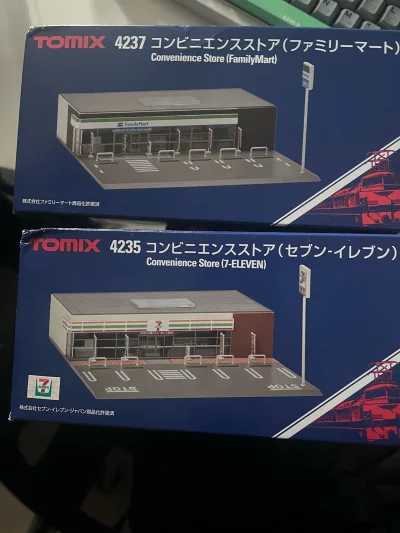 TOMIX 4237 コンビニエンスストア(ファミリーマート)
Convenience Store (FamilyMart)
FamilyMart
株式会社ファミリーマート商品化許諾済
TOMIX 4235 コンビニエンスストア(セブン-イレブン)
Convenience Store (7-ELEVEN)
STOP
STOP
7
ELEVEN
株式会社セブン-イレブン・ジャパン商品化許諾済